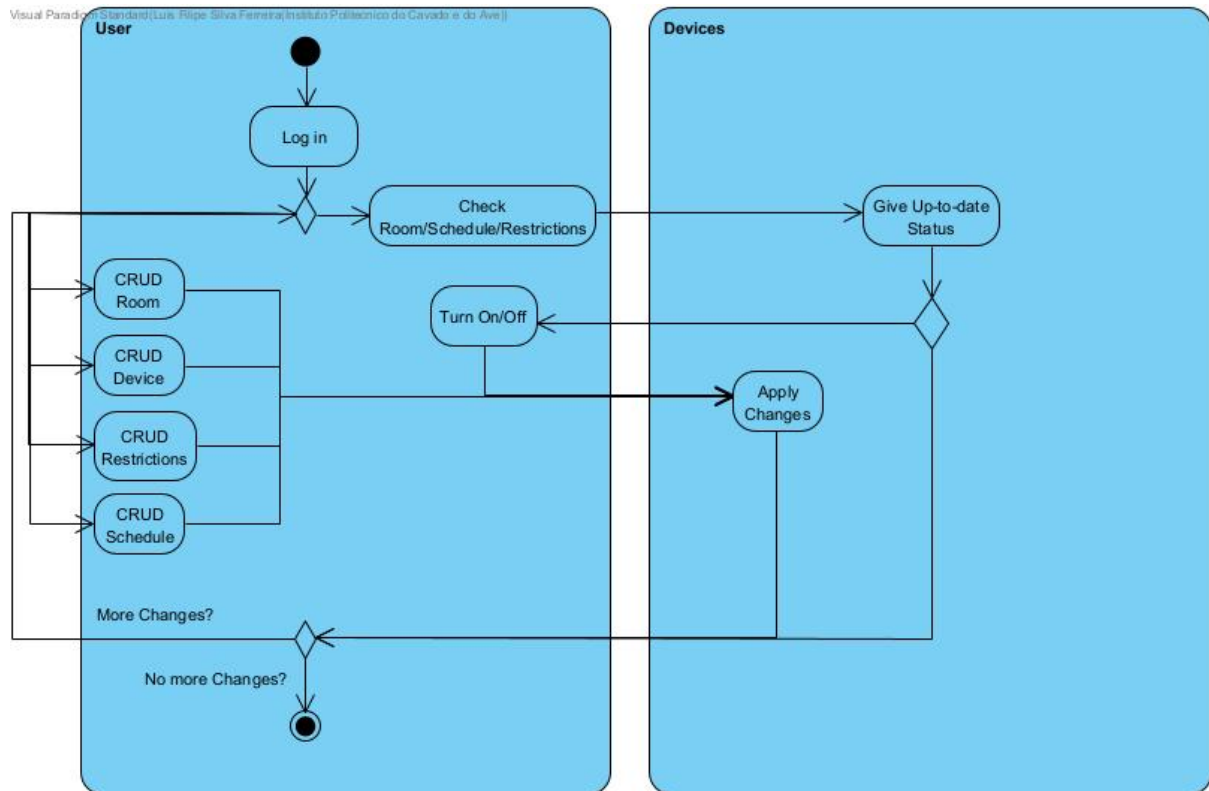 Visual Paradigm Standard(Luis Filipe Silva Ferreira(Instituto Politecnico do Cavado e do Ave))
User
Devices
Log in
Check
Room/Schedule/Restrictions
Give Up-to-date
Status
CRUD
Room
Turn On/Off
CRUD
Device
Apply
Changes
CRUD
Restrictions
CRUD
Schedule
More Changes?
No more Changes?